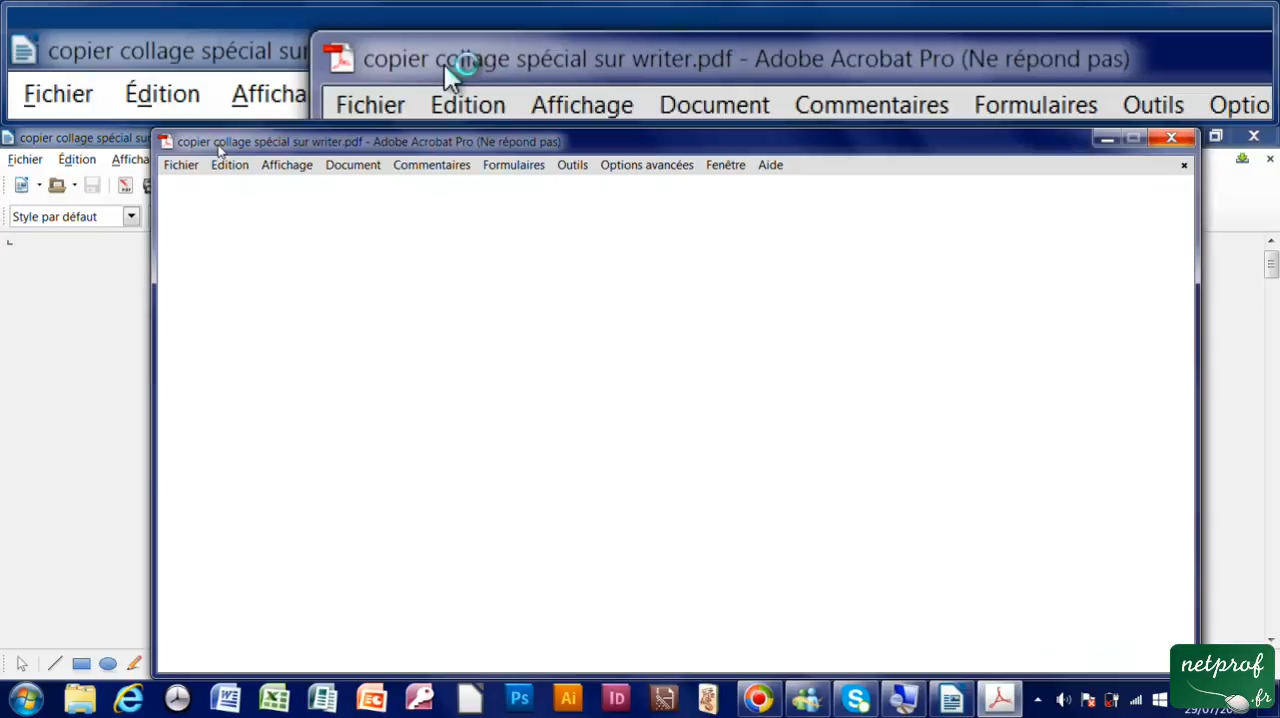 copier collage spécial sur
copier collage spécial sur writer.pdf - Adobe Acrobat Pro (Ne répond pas)
Fichier Édition Afficha
Fichier Edition Affichage Document Commentaires Formulaires Outils Optio
copier collage spécial sur
copier collage spécial sur writer.pdf - Adobe Acrobat Pro (Ne répond pas)
Fichier Édition Afficha
Fichier Edition Affichage Document Commentaires Formulaires Outils Options avancées Fenêtre Aide
Style par défaut
Ps Ai ID
netprof
.fr